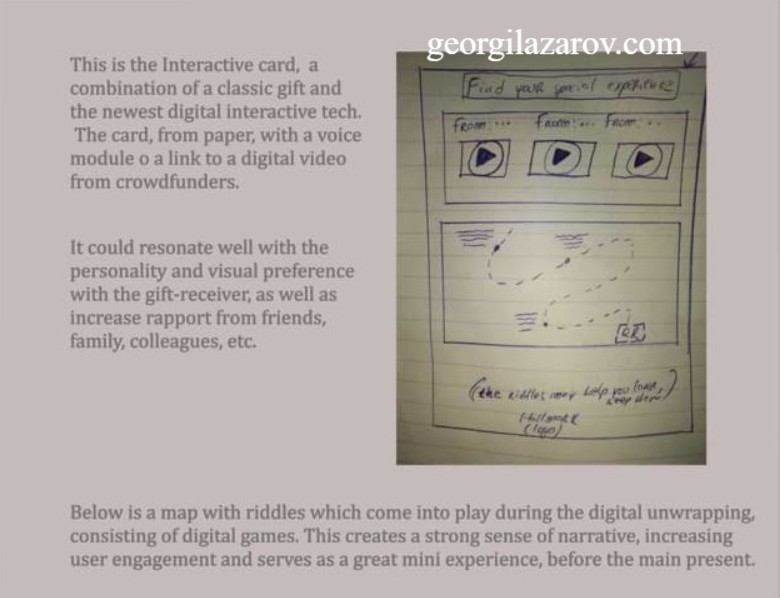 georgilazarov.com
This is the Interactive card, a
combination of a classic gift and
the newest digital interactive tech.
The card, from paper, with a voice
module o a link to a digital video
from crowdfunders.
It could resonate well with the
personality and visual preference
with the gift-receiver, as well as
increase rapport from friends,
family, colleagues, etc.
Find your special experience
From: ... From: ... From: ...
QR
(the riddles may help you later,
keep them)
Hallmark
(logo)
Below is a map with riddles which come into play during the digital unwrapping,
consisting of digital games. This creates a strong sense of narrative, increasing
user engagement and serves as a great mini experience, before the main present.